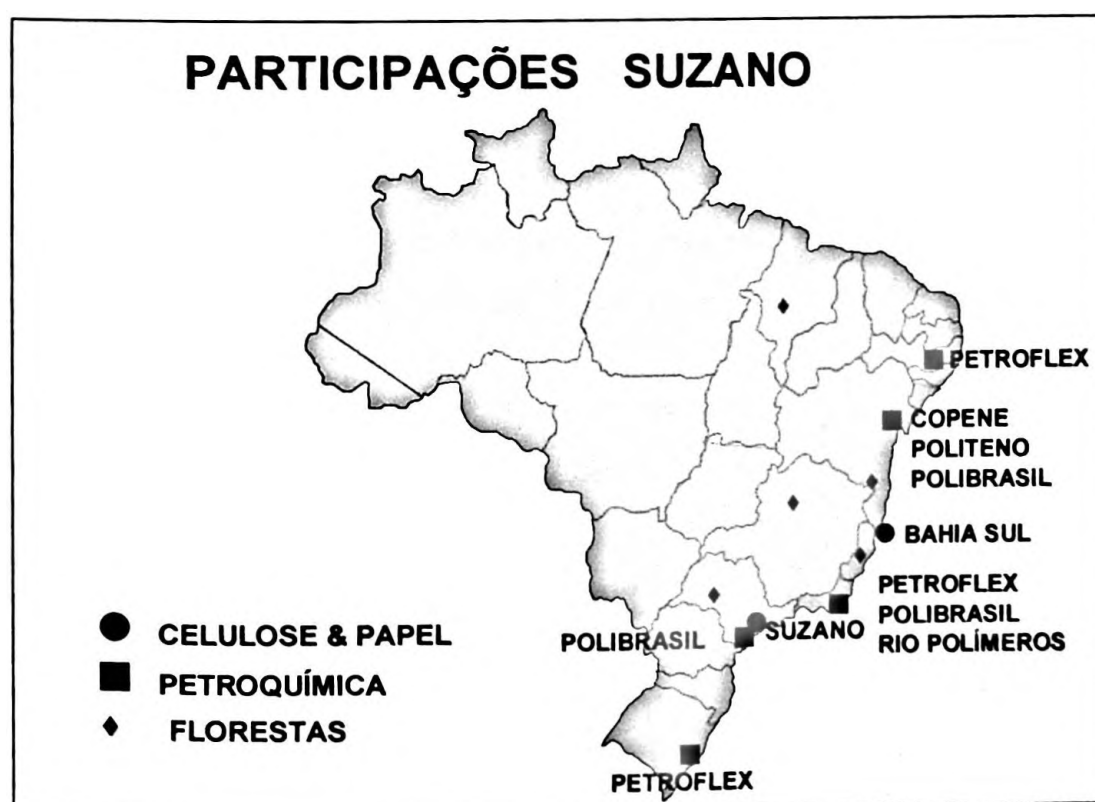 PARTICIPAÇÕES SUZANO
PETROFLEX
COPENE
POLITENO
POLIBRASIL
BAHIA SUL
PETROFLEX
POLIBRASIL
RIO POLÍMEROS
SUZANO
POLIBRASIL
PETROFLEX
CELULOSE & PAPEL
PETROQUÍMICA
FLORESTAS